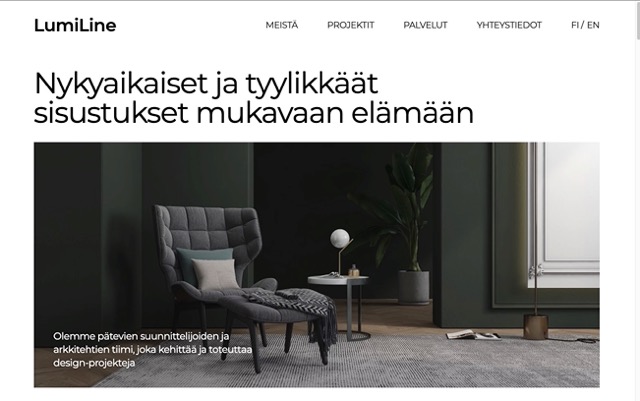 LumiLine
MEISTÄ PROJEKTIT PALVELUT YHTEYSTIEDOT FI / EN
Nykyaikaiset ja tyylikkäät
sisustukset mukavaan elämään
Olemme pätevien suunnittelijoiden ja
arkkitehtien tiimi, joka kehittää ja toteuttaa
design-projekteja